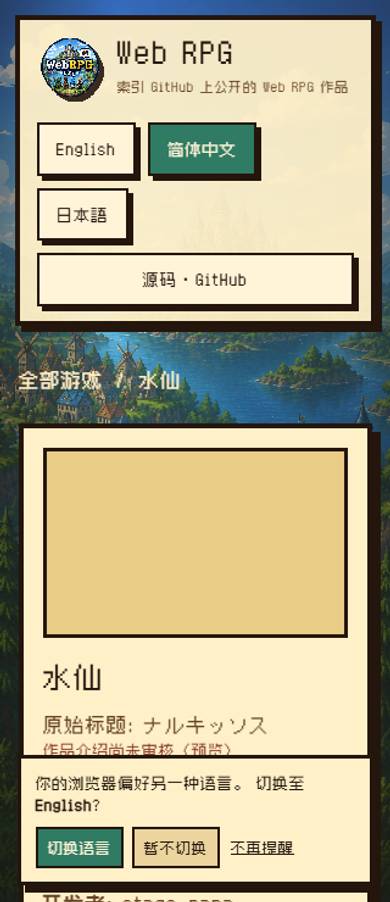 WebRPG
Web RPG
索引 GitHub 上公开的 Web RPG 作品
English
简体中文
日本語
源码・GitHub
全部游戏 / 水仙
水仙
原始标题: ナルキッソス
作品介绍尚未审核（预览）
你的浏览器偏好另一种语言。 切换至
English?
切换语言
暂不切换
不再提醒